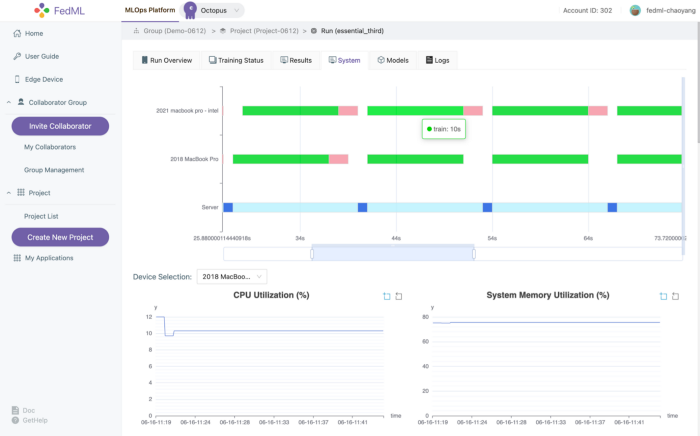 FedML
MLOps Platform
Octopus
Account ID: 302
fedml-chaoyang
Home
User Guide
Edge Device
Collaborator Group
Invite Collaborator
My Collaborators
Group Management
Project
Project List
Create New Project
My Applications
Doc
GetHelp
Group (Demo-0612) > Project (Project-0612) > Run (essential_third)
Run Overview
Training Status
Results
System
Models
Logs
2021 macbook pro - intel
train: 10s
2018 MacBook Pro
Server
25.880000114440918s
34s
44s
54s
64s
Device Selection:
2018 MacBoo...
CPU Utilization (%)
y
12
10
8
6
4
2
0
06-16-11:19
06-16-11:24
06-16-11:28
06-16-11:33
06-16-11:37
06-16-11:41
time
System Memory Utilization (%)
y
80
60
40
20
0
06-16-11:19
06-16-11:24
06-16-11:28
06-16-11:33
06-16-11:37
06-16-11:41
time